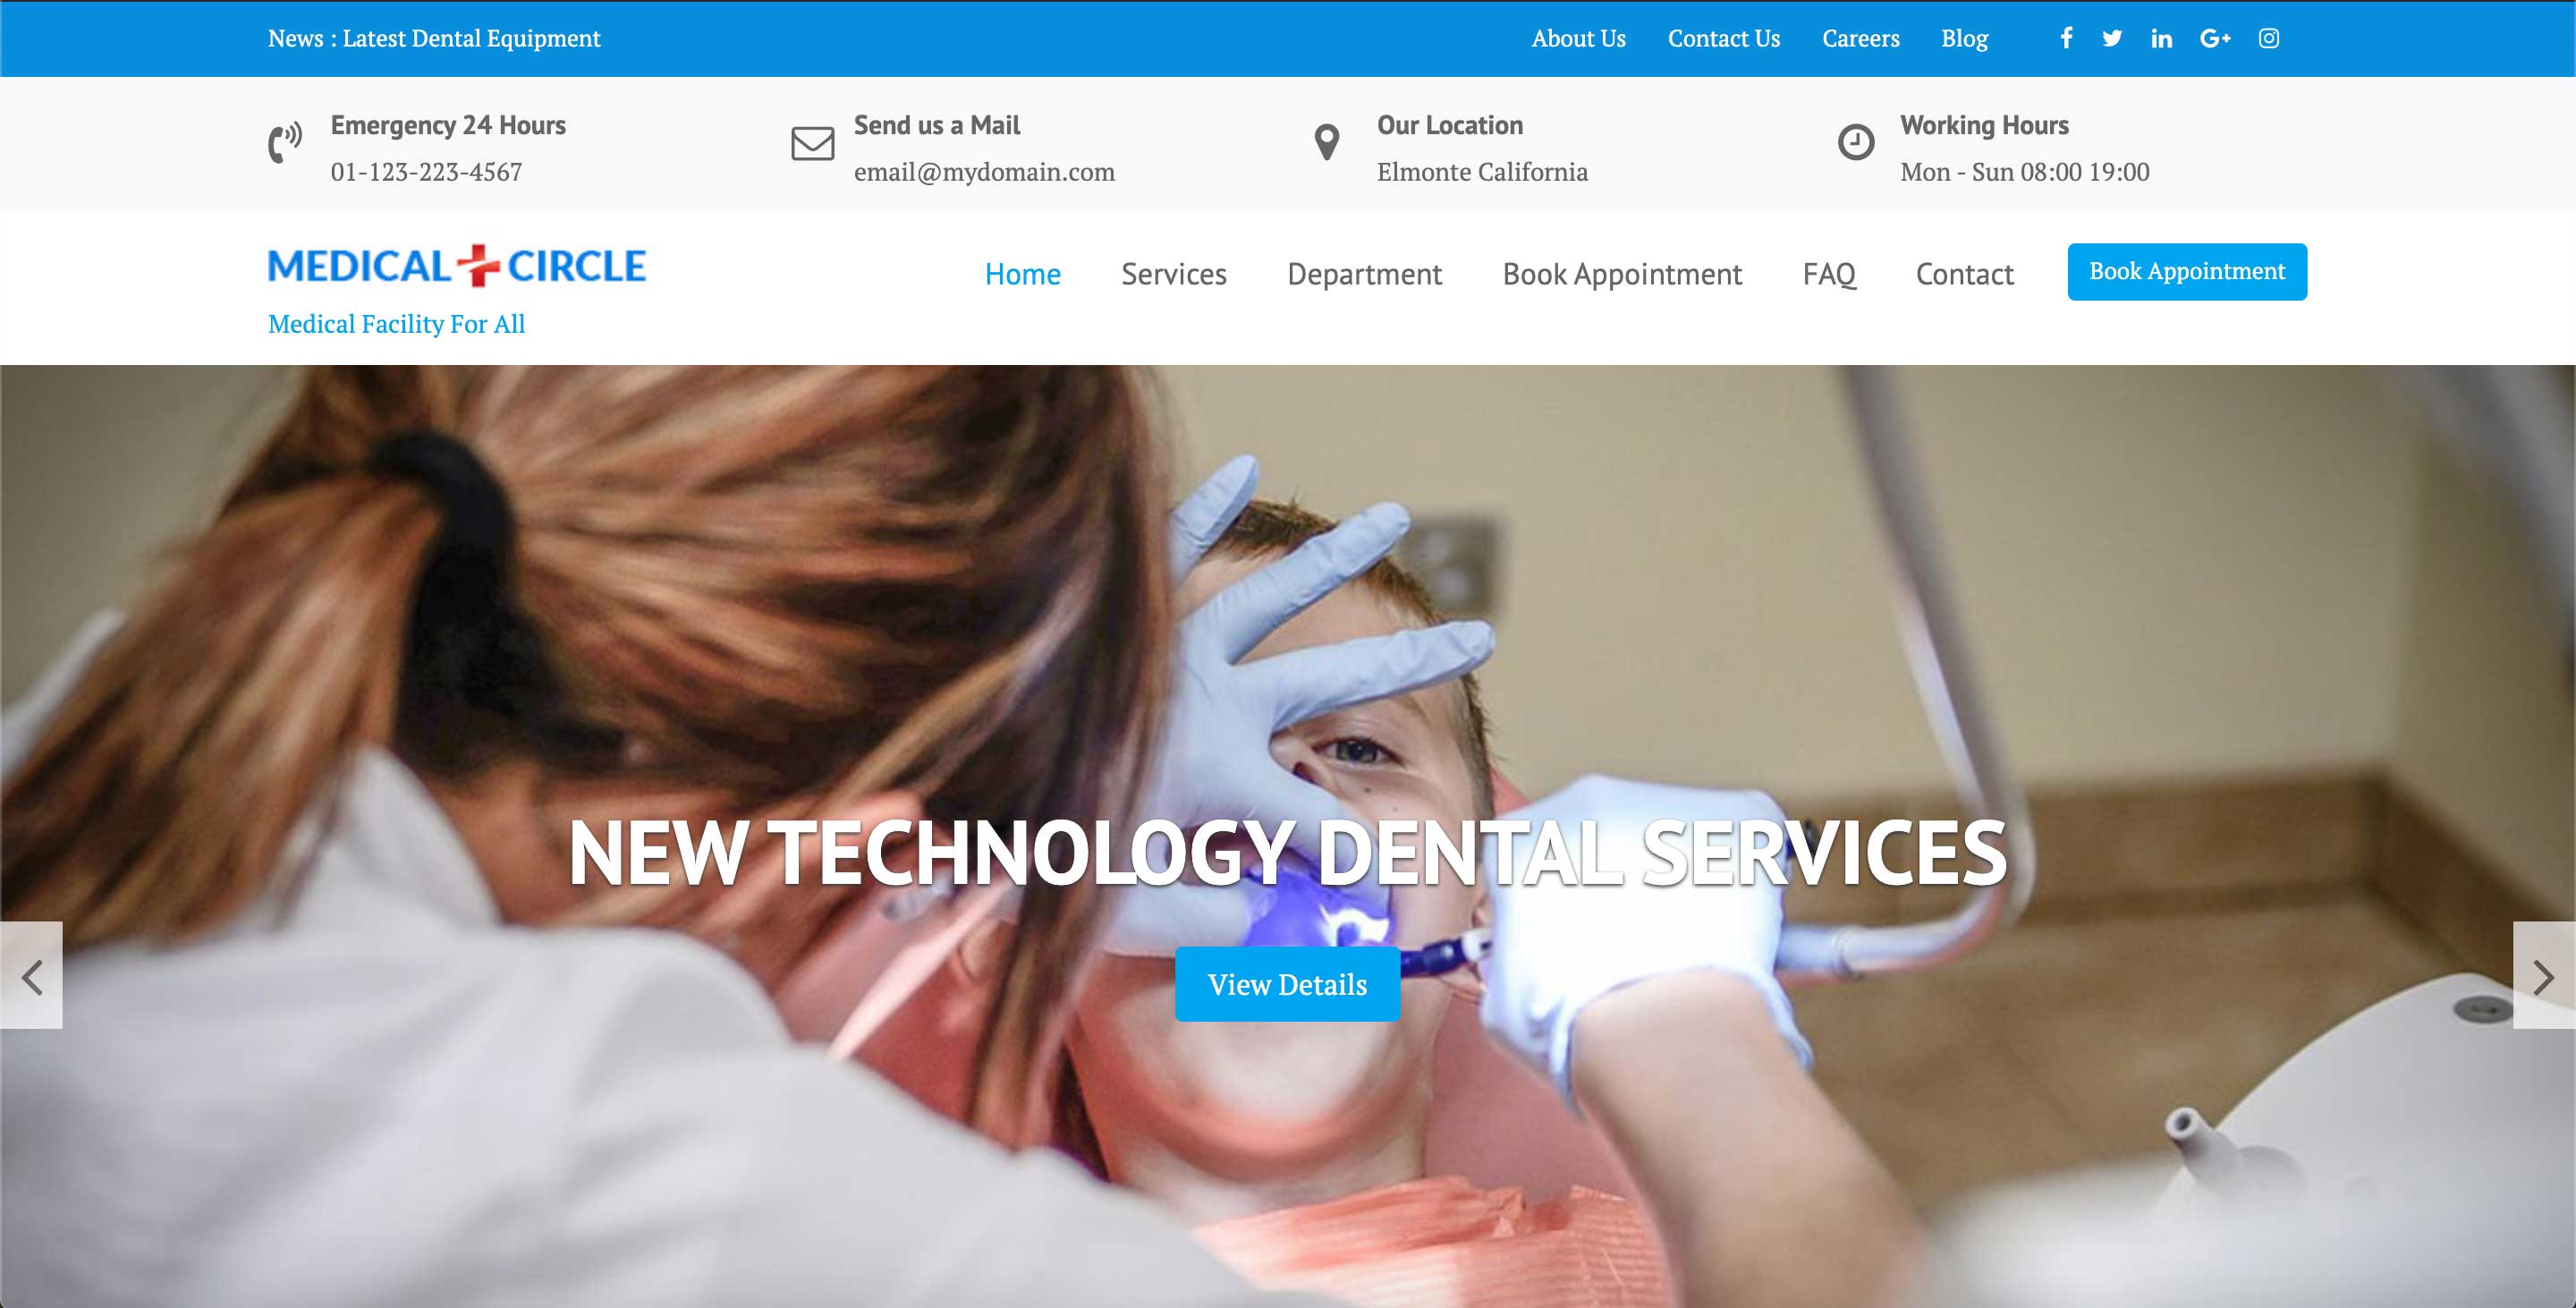 News : Latest Dental Equipment
About Us Contact Us Careers Blog
Emergency 24 Hours
01-123-223-4567
Send us a Mail
email@mydomain.com
Our Location
Elmonte California
Working Hours
Mon - Sun 08:00 19:00
MEDICAL CIRCLE
Medical Facility For All
Home Services Department Book Appointment FAQ Contact Book Appointment
NEW TECHNOLOGY DENTAL SERVICES
View Details